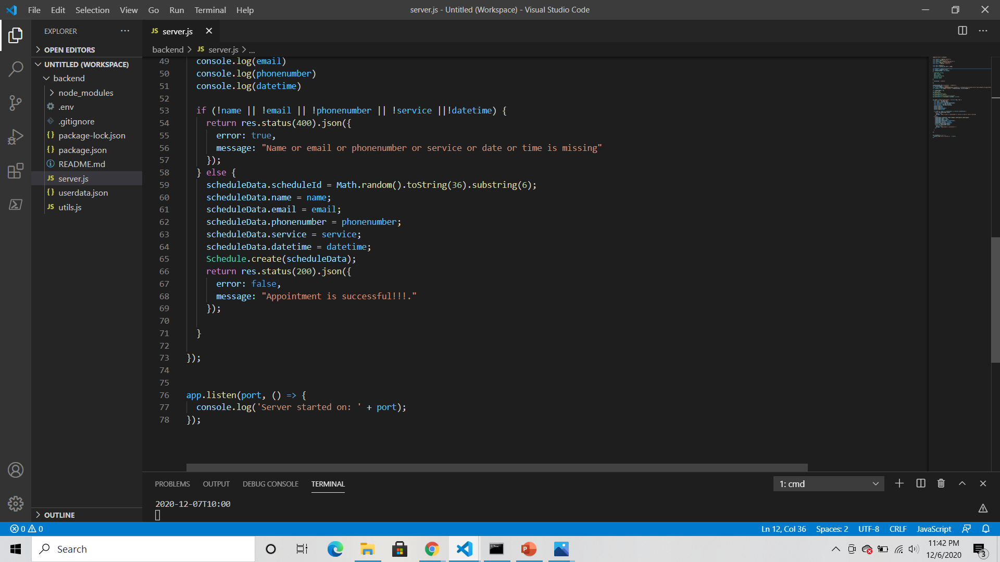 File Edit Selection View Go Run Terminal Help
server.js - Untitled (Workspace) - Visual Studio Code
EXPLORER
OPEN EDITORS
UNTITLED (WORKSPACE)
backend
node_modules
.env
.gitignore
package-lock.json
package.json
README.md
JS server.js
userdata.json
JS utils.js
OUTLINE
JS server.js
backend > JS server.js > ...
49 console.log(email)
50 console.log(phonenumber)
51 console.log(datetime)
52
53 if (!name || !email || !phonenumber || !service ||!datetime) {
54 return res.status(400).json({
55 error: true,
56 message: "Name or email or phonenumber or service or date or time is missing"
57 });
58 } else {
59 scheduleData.scheduleId = Math.random().toString(36).substring(6);
60 scheduleData.name = name;
61 scheduleData.email = email;
62 scheduleData.phonenumber = phonenumber;
63 scheduleData.service = service;
64 scheduleData.datetime = datetime;
65 Schedule.create(scheduleData);
66 return res.status(200).json({
67 error: false,
68 message: "Appointment is successful!!!."
69 });
70
71 }
72
73 });
74
75
76 app.listen(port, () => {
77 console.log('Server started on: ' + port);
78 });
PROBLEMS OUTPUT DEBUG CONSOLE TERMINAL
1: cmd
2020-12-07T10:00
0 0
Ln 12, Col 36 Spaces: 2 UTF-8 CRLF JavaScript
Search
11:42 PM
12/6/2020
3